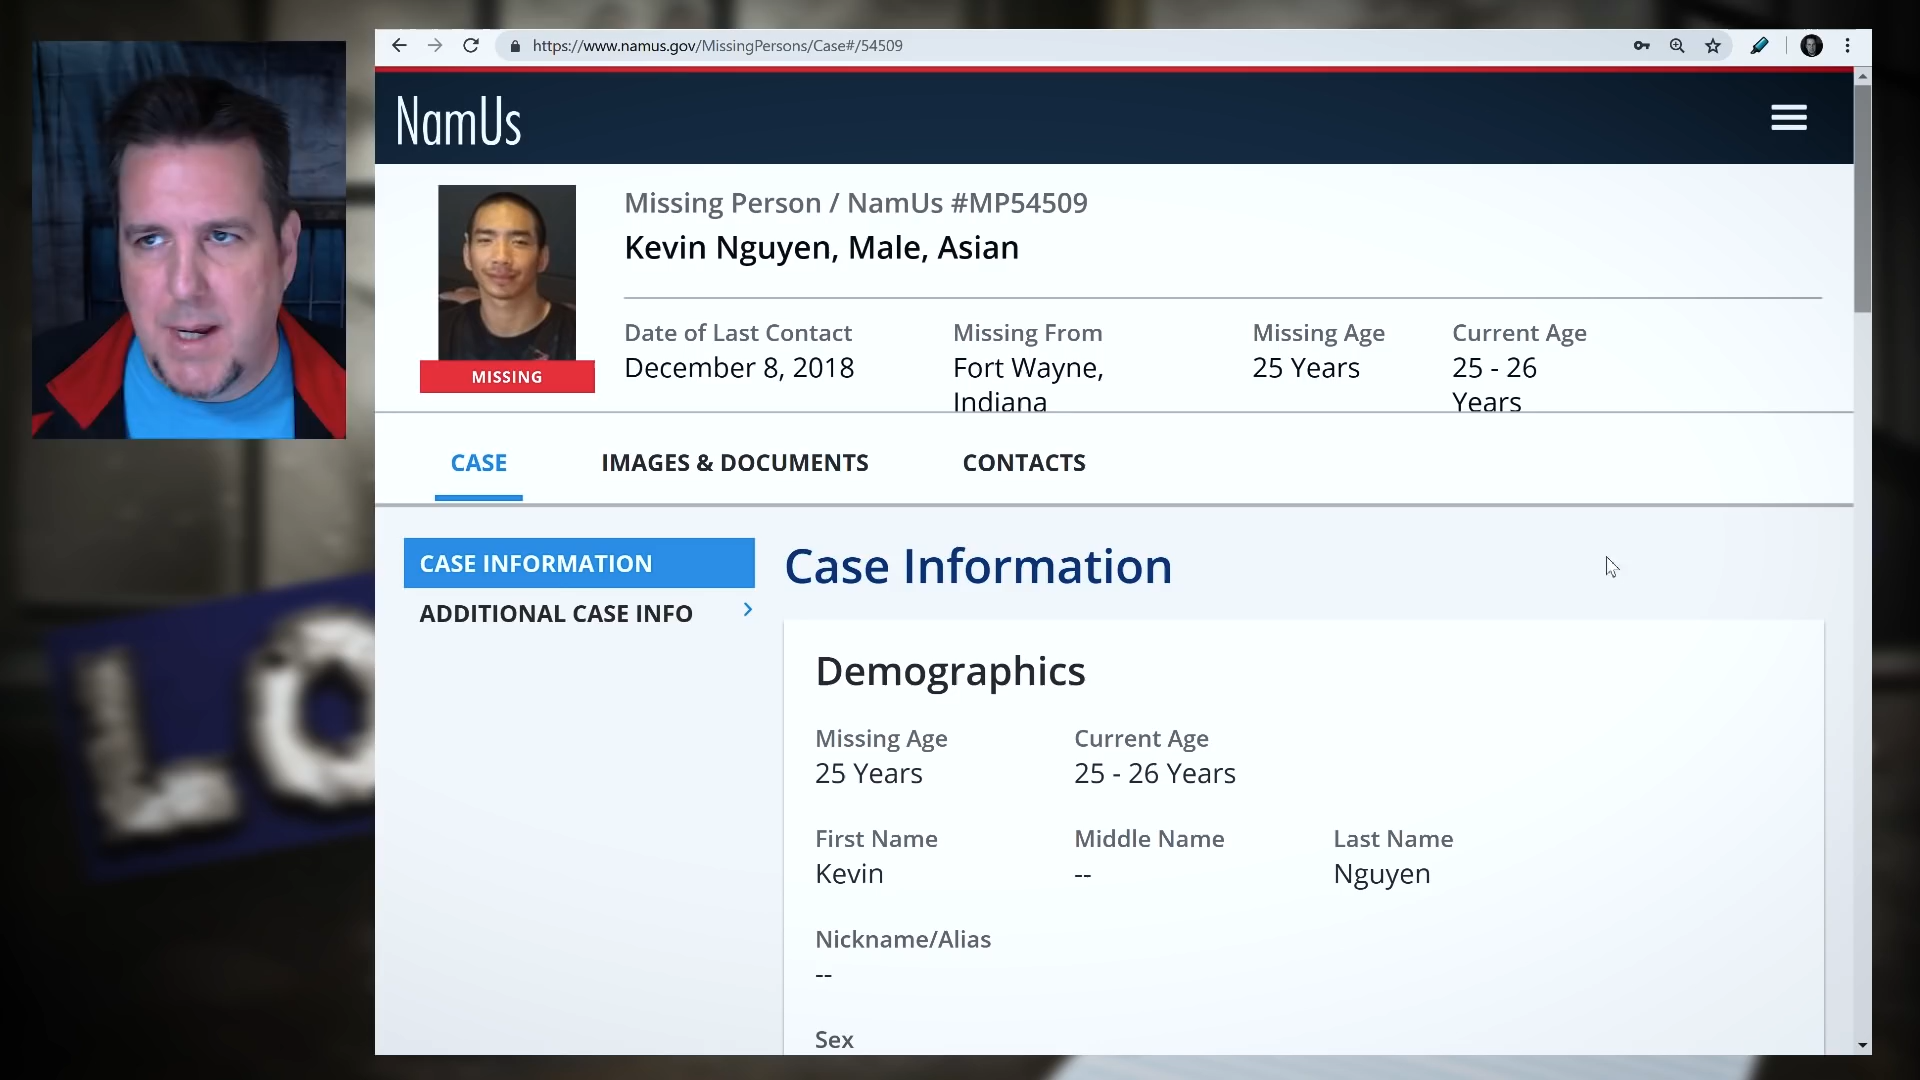 https://www.namus.gov/MissingPersons/Case#/54509
NamUs
Missing Person / NamUs #MP54509
Kevin Nguyen, Male, Asian
MISSING
Date of Last Contact
December 8, 2018
Missing From
Fort Wayne,
Indiana
Missing Age
25 Years
Current Age
25 - 26
Years
CASE
IMAGES & DOCUMENTS
CONTACTS
CASE INFORMATION
ADDITIONAL CASE INFO
Case Information
Demographics
Missing Age
25 Years
Current Age
25 - 26 Years
First Name
Kevin
Middle Name
--
Last Name
Nguyen
Nickname/Alias
--
Sex
LO